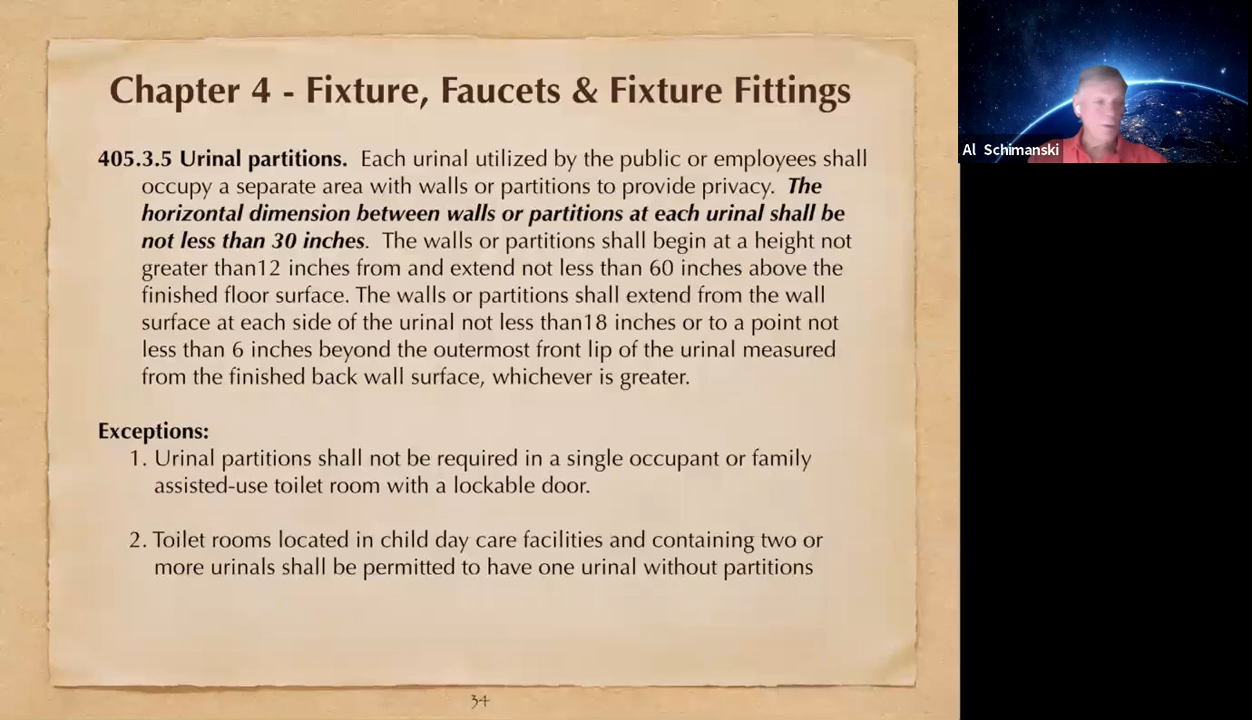 Chapter 4 - Fixture, Faucets & Fixture Fittings
405.3.5 Urinal partitions. Each urinal utilized by the public or employees shall
occupy a separate area with walls or partitions to provide privacy. The
horizontal dimension between walls or partitions at each urinal shall be
not less than 30 inches. The walls or partitions shall begin at a height not
greater than12 inches from and extend not less than 60 inches above the
finished floor surface. The walls or partitions shall extend from the wall
surface at each side of the urinal not less than18 inches or to a point not
less than 6 inches beyond the outermost front lip of the urinal measured
from the finished back wall surface, whichever is greater.
Exceptions:
1. Urinal partitions shall not be required in a single occupant or family
assisted-use toilet room with a lockable door.
2. Toilet rooms located in child day care facilities and containing two or
more urinals shall be permitted to have one urinal without partitions
34
Al Schimanski